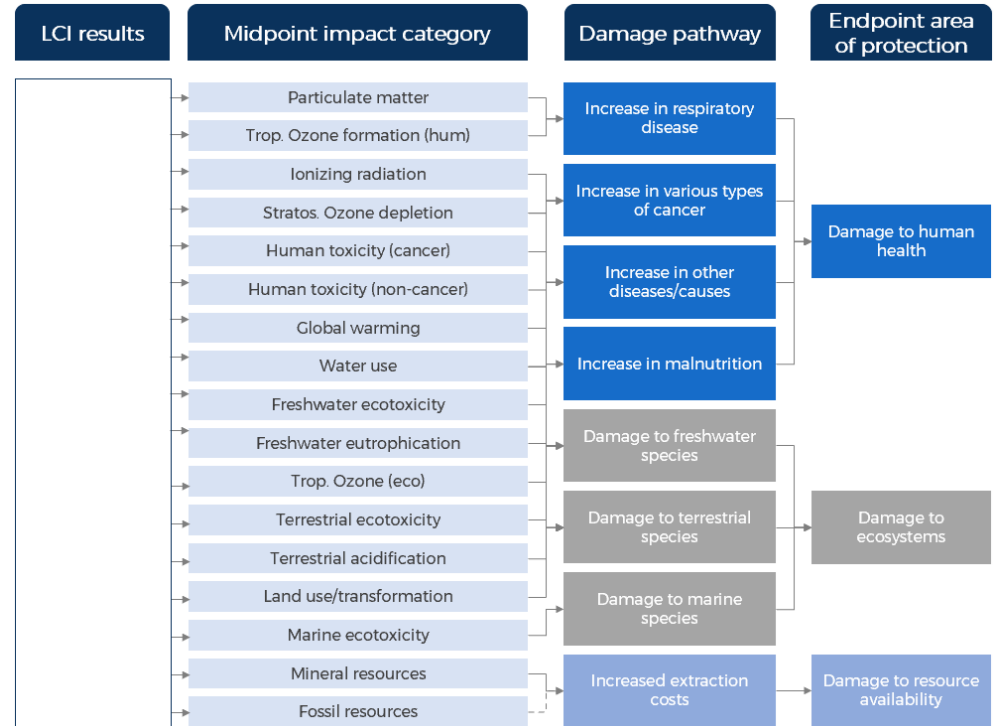 LCI results
Midpoint impact category
Damage pathway
Endpoint area
of protection
Particulate matter
Trop. Ozone formation (hum)
Ionizing radiation
Stratos. Ozone depletion
Human toxicity (cancer)
Human toxicity (non-cancer)
Global warming
Water use
Freshwater ecotoxicity
Freshwater eutrophication
Trop. Ozone (eco)
Terrestrial ecotoxicity
Terrestrial acidification
Land use/transformation
Marine ecotoxicity
Mineral resources
Fossil resources
Increase in respiratory
disease
Increase in various types
of cancer
Increase in other
diseases/causes
Increase in malnutrition
Damage to freshwater
species
Damage to terrestrial
species
Damage to marine
species
Increased extraction
costs
Damage to human
health
Damage to
ecosystems
Damage to resource
availability